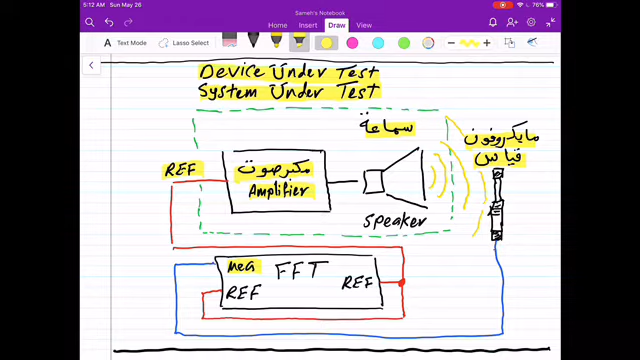 5:12 AM Sun May 26
76%
Sameh's Notebook
Home Insert Draw View
Text Mode
Lasso Select
Device Under Test
System Under Test
سماعة
مايكروفون
قياس
REF
مكبر صوت
Amplifier
Speaker
Mea
FFT
REF
REF